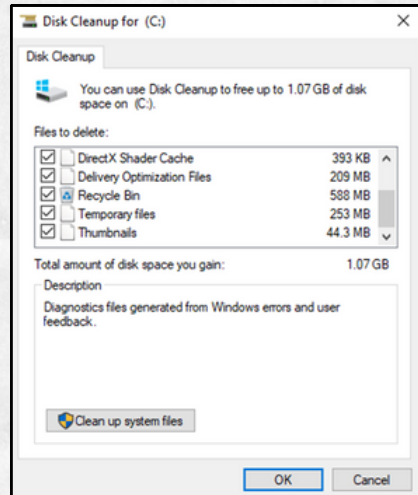 Disk Cleanup for (C:)
Disk Cleanup
You can use Disk Cleanup to free up to 1.07 GB of disk
space on (C:).
Files to delete:
DirectX Shader Cache 393 KB
Delivery Optimization Files 209 MB
Recycle Bin 588 MB
Temporary files 253 MB
Thumbnails 44.3 MB
Total amount of disk space you gain: 1.07 GB
Description
Diagnostics files generated from Windows errors and user
feedback.
Clean up system files
OK Cancel